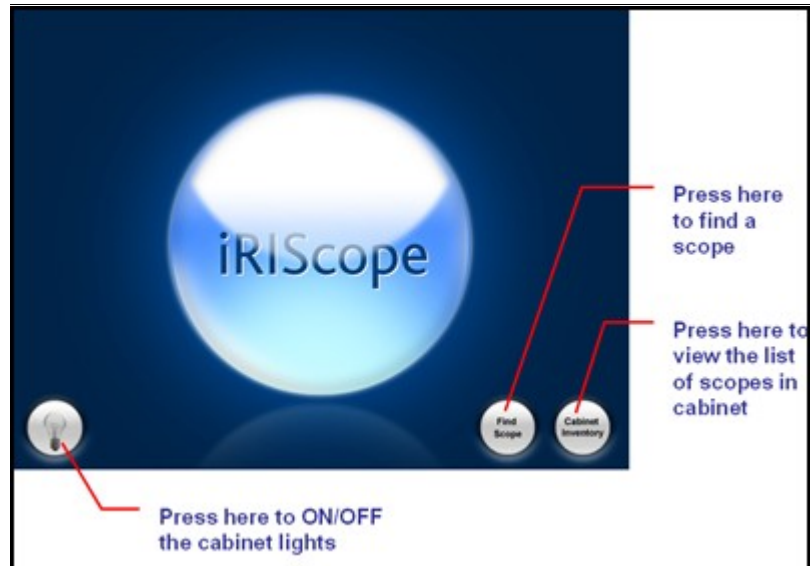 iRIScope
Press here
to find a
scope
Press here to
view the list
of scopes in
cabinet
Find
Scope
Cabinet
Inventory
Press here to ON/OFF
the cabinet lights